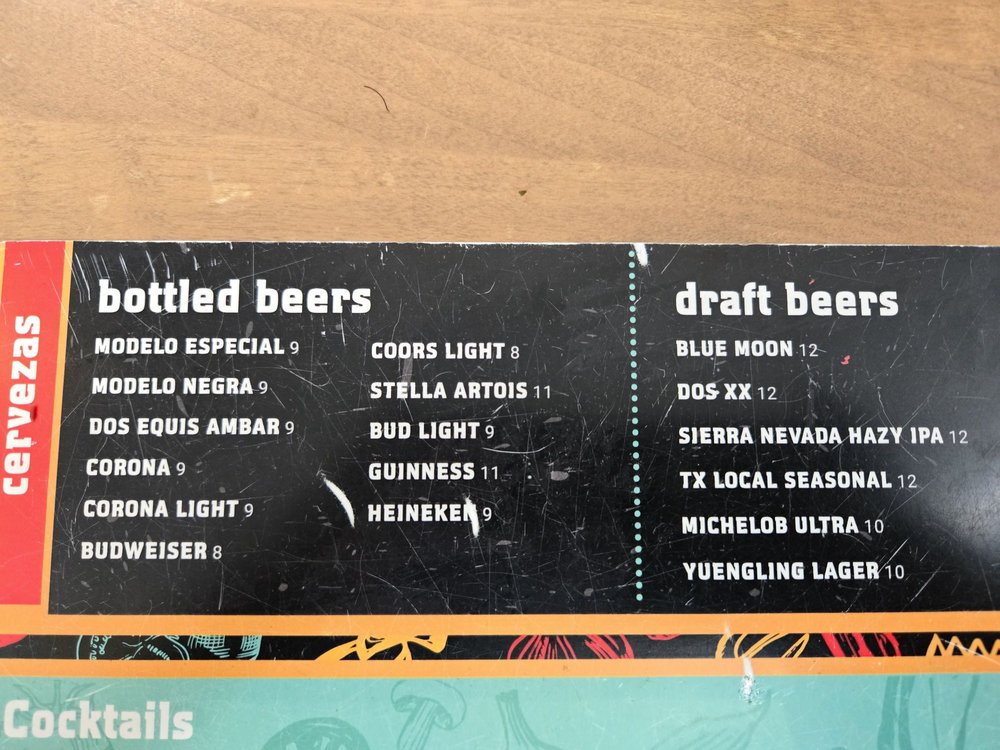 cervezas
bottled beers
MODELO ESPECIAL 9
MODELO NEGRA 9
DOS EQUIS AMBAR 9
CORONA 9
CORONA LIGHT 9
BUDWEISER 8
COORS LIGHT 8
STELLA ARTOIS 11
BUD LIGHT 9
GUINNESS 11
HEINEKEN 9
draft beers
BLUE MOON 12
DOS XX 12
SIERRA NEVADA HAZY IPA 12
TX LOCAL SEASONAL 12
MICHELOB ULTRA 10
YUENGLING LAGER 10
Cocktails